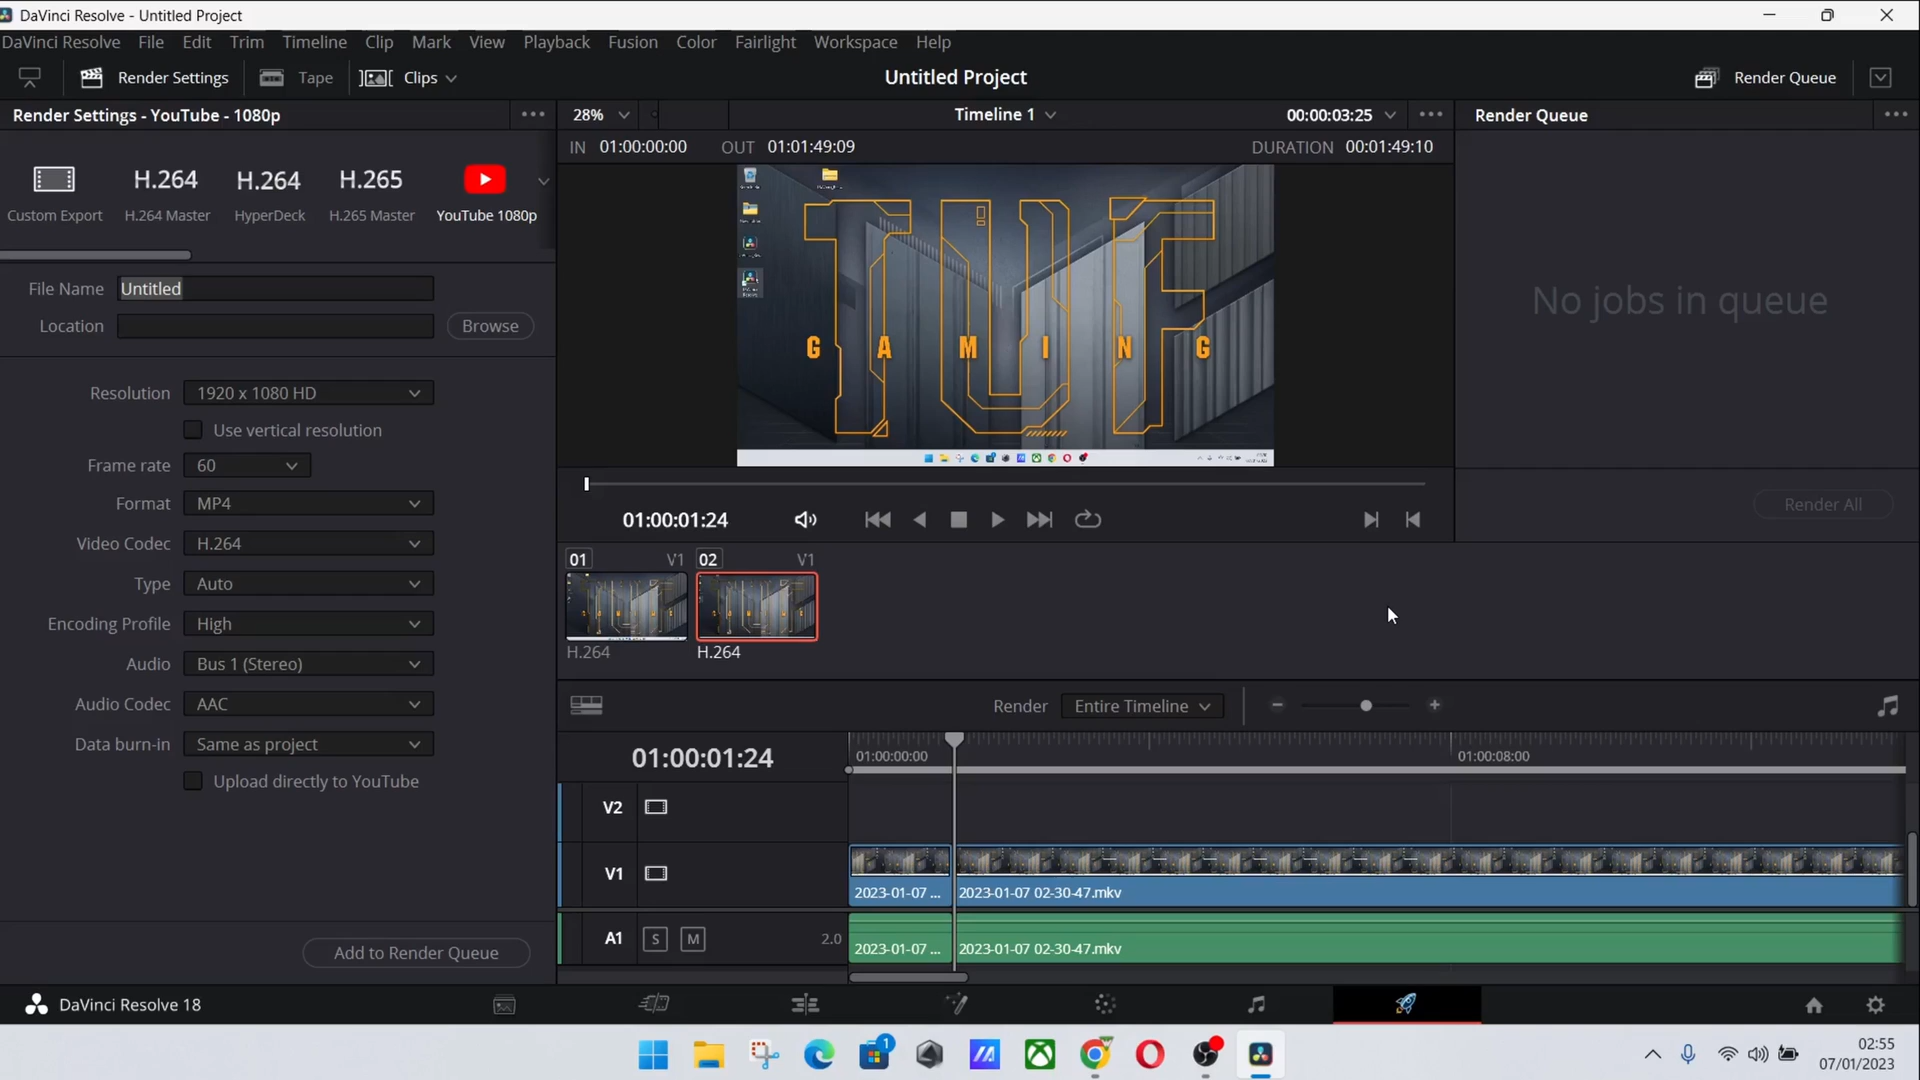 DaVinci Resolve - Untitled Project
DaVinci Resolve File Edit Trim Timeline Clip Mark View Playback Fusion Color Fairlight Workspace Help
Render Settings Tape Clips Untitled Project Render Queue
Render Settings - YouTube - 1080p 28% Timeline 1 00:00:03:25 Render Queue
IN 01:00:00:00 OUT 01:01:49:09 DURATION 00:01:49:10
H.264 H.264 H.265
Custom Export H.264 Master HyperDeck H.265 Master YouTube 1080p
TUF
GAMING
No jobs in queue
File Name Untitled
Location Browse
Resolution 1920 x 1080 HD
Use vertical resolution
Frame rate 60
Format MP4
Render All
01:00:01:24
Video Codec H.264
01 V1 02 V1
Type Auto
Encoding Profile High
H.264 H.264
Audio Bus 1 (Stereo)
Audio Codec AAC
Render Entire Timeline
Data burn-in Same as project
01:00:01:24 01:00:00:00 01:00:08:00
Upload directly to YouTube
V2
V1
2023-01-07 ... 2023-01-07 02-30-47.mkv
A1 S M 2.0
2023-01-07 ... 2023-01-07 02-30-47.mkv
Add to Render Queue
DaVinci Resolve 18
1
02:55
07/01/2023